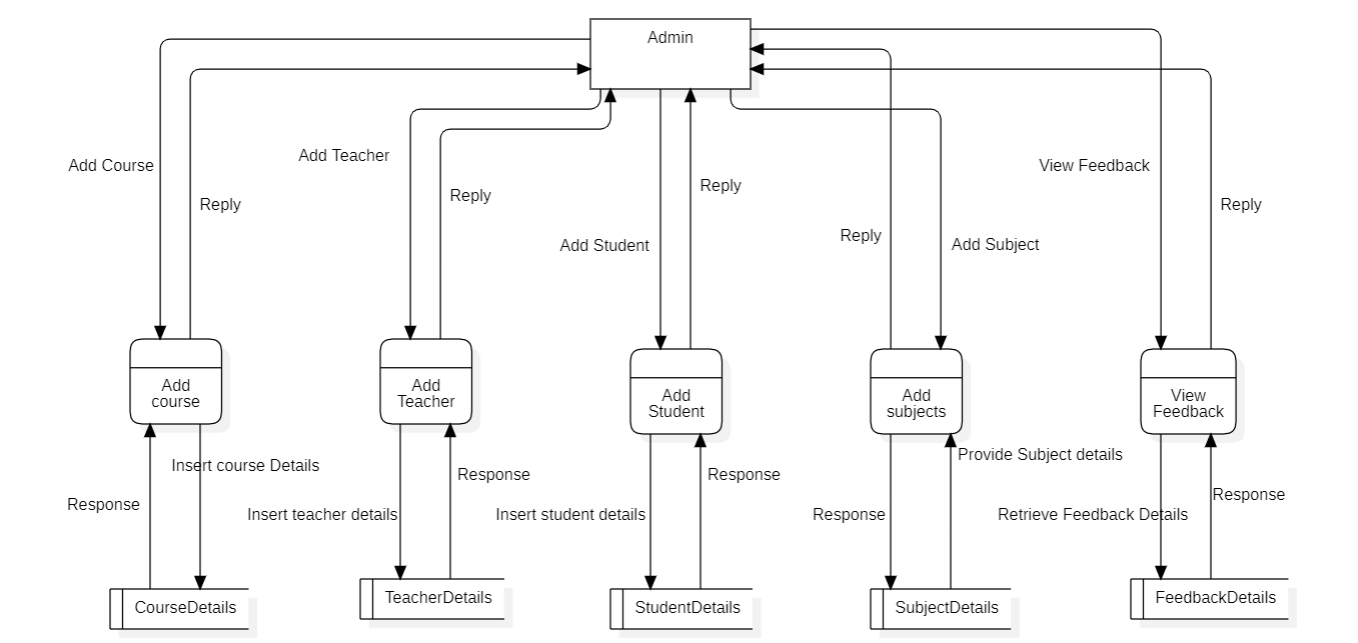 Admin
Add Course
Add Teacher
View Feedback
Reply
Reply
Reply
Reply
Add Student
Reply
Add Subject
Add
course
Add
Teacher
Add
Student
Add
subjects
View
Feedback
Insert course Details
Response
Response
Response
Provide Subject details
Response
Insert teacher details
Insert student details
Response
Retrieve Feedback Details
CourseDetails
TeacherDetails
StudentDetails
SubjectDetails
FeedbackDetails